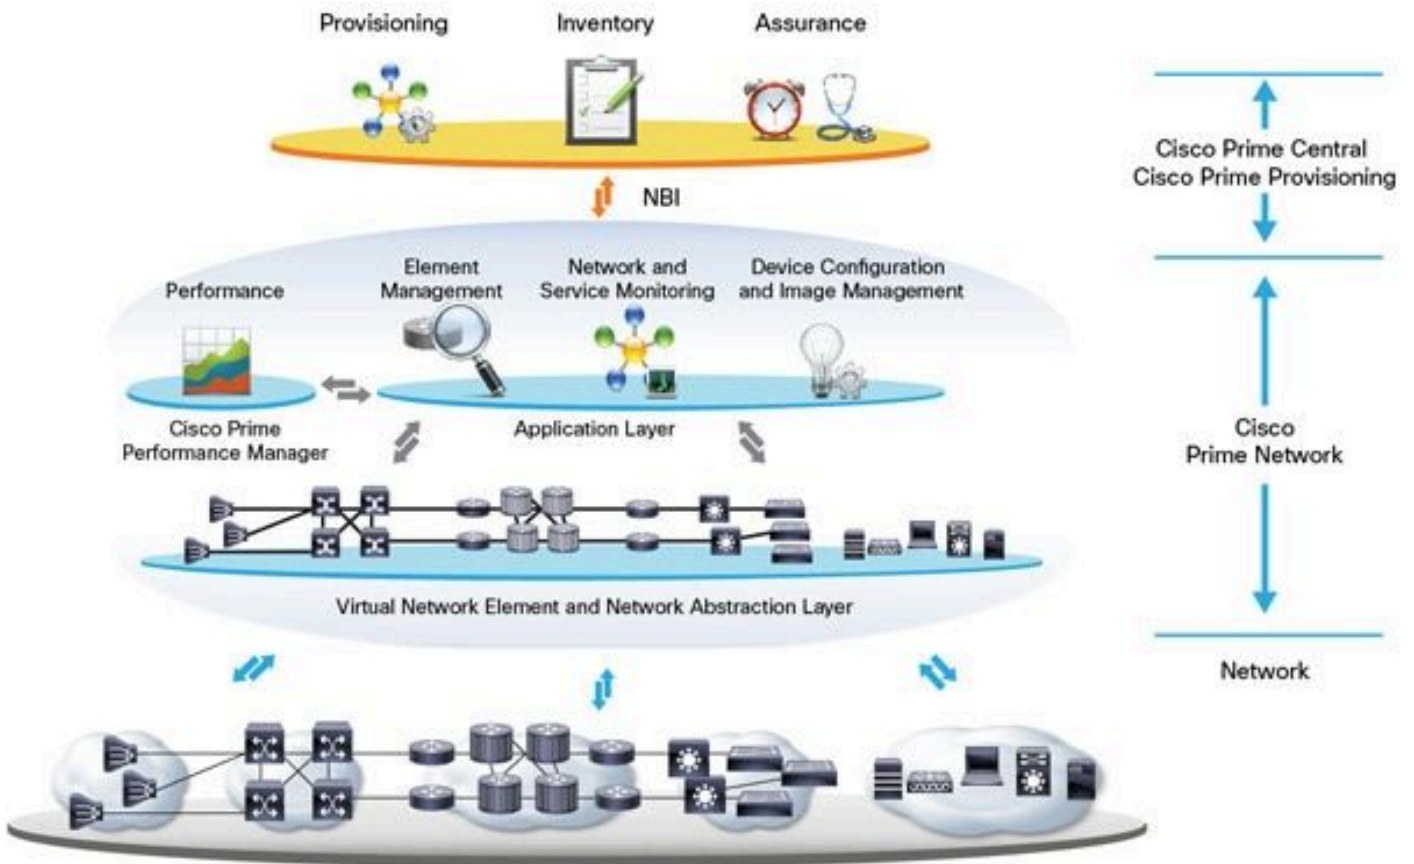 Provisioning
Inventory
Assurance
Cisco Prime Central
Cisco Prime Provisioning
NBI
Performance
Element
Management
Network and
Service Monitoring
Device Configuration
and Image Management
Cisco Prime
Performance Manager
Application Layer
Cisco
Prime Network
Virtual Network Element and Network Abstraction Layer
Network